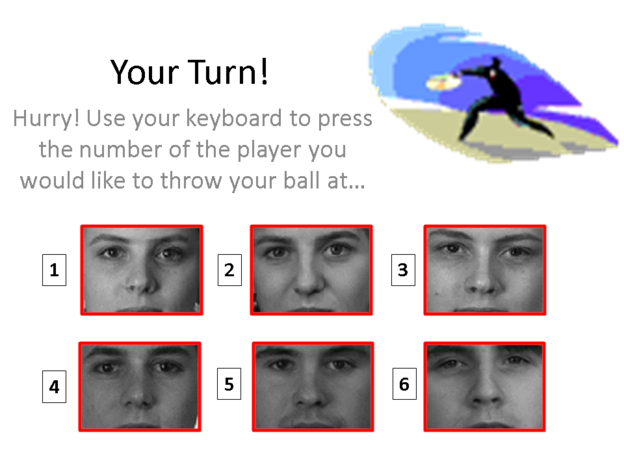 Your Turn!
Hurry! Use your keyboard to press
the number of the player you
would like to throw your ball at...
1
2
3
4
5
6